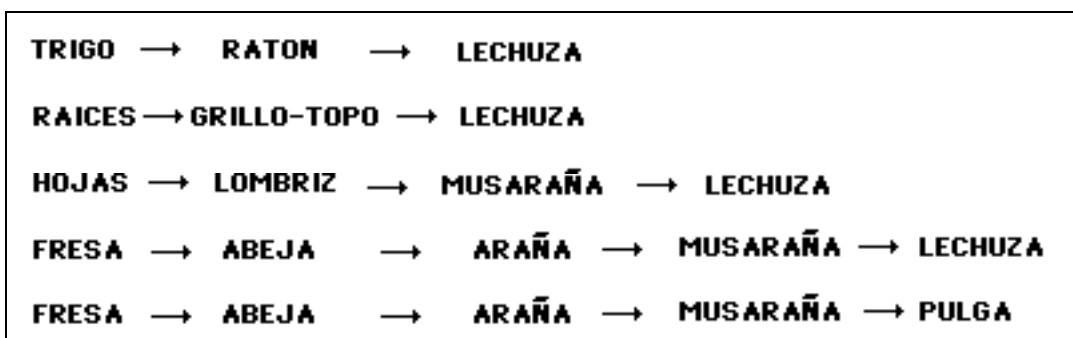 TRIGO → RATON → LECHUZA
RAICES → GRILLO-TOPO → LECHUZA
HOJAS → LOMBRIZ → MUSARAÑA → LECHUZA
FRESA → ABEJA → ARAÑA → MUSARAÑA → LECHUZA
FRESA → ABEJA → ARAÑA → MUSARAÑA → PULGA